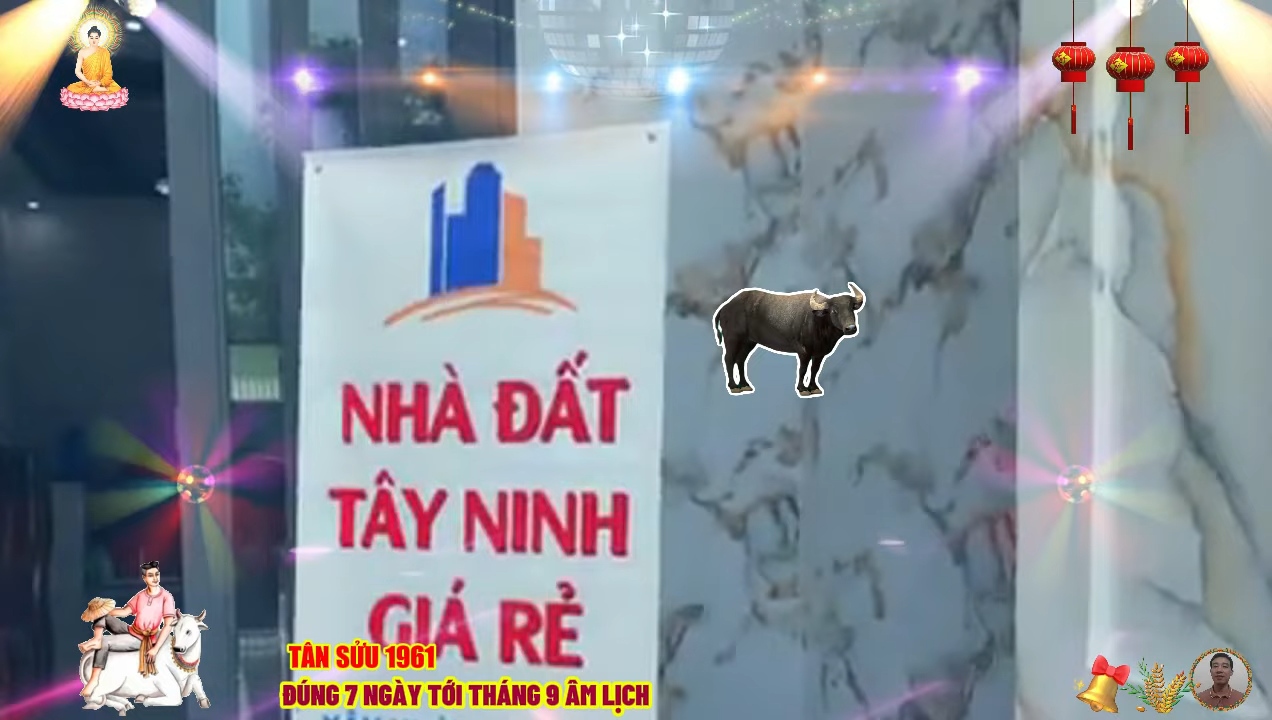 NHÀ ĐẤT
TÂY NINH
GIÁ RẺ
TÂN SỬU 1961
ĐÚNG 7 NGÀY TỚI THÁNG 9 ÂM LỊCH